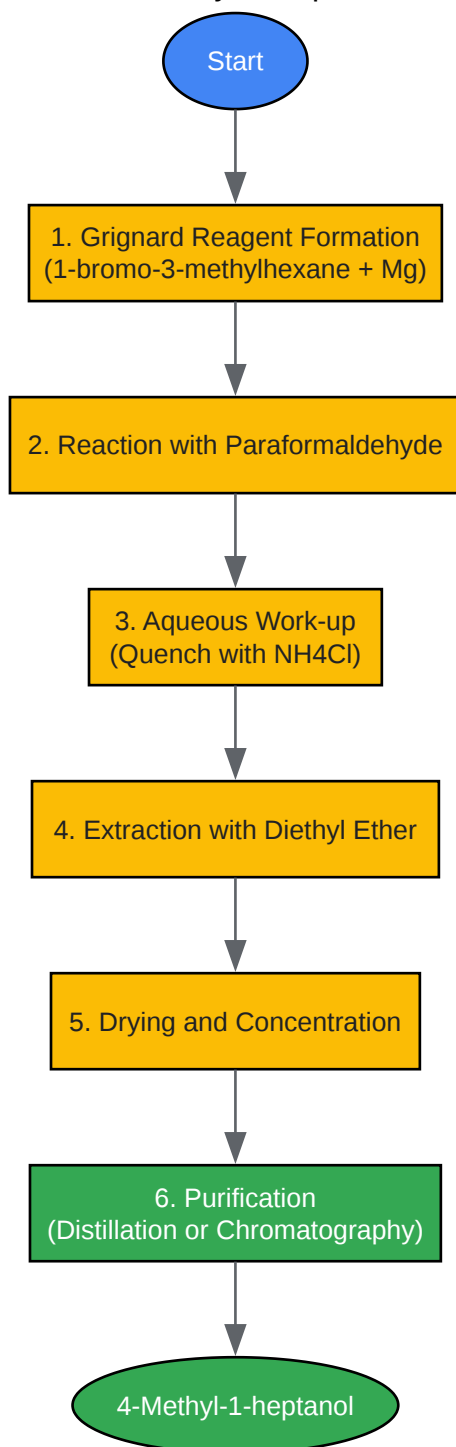 Start
1. Grignard Reagent Formation
(1-bromo-3-methylhexane + Mg)
2. Reaction with Paraformaldehyde
3. Aqueous Work-up
(Quench with NH4Cl)
4. Extraction with Diethyl Ether
5. Drying and Concentration
6. Purification
(Distillation or Chromatography)
4-Methyl-1-heptanol